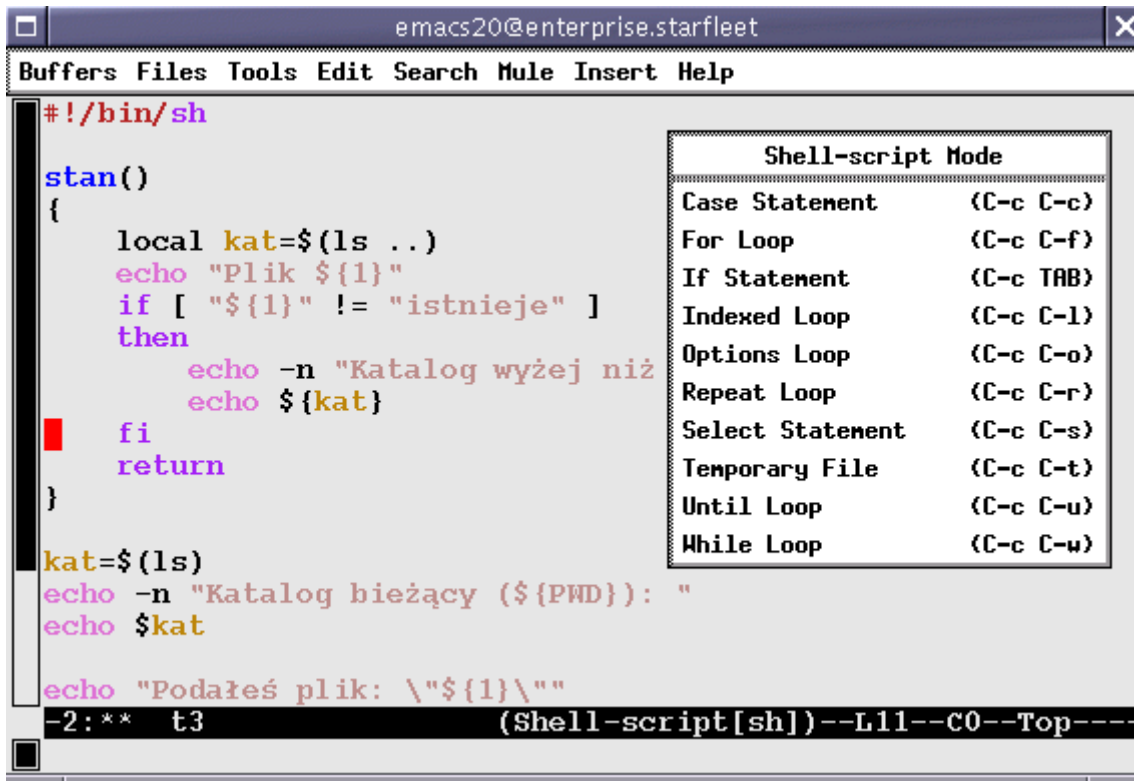 emacs20@enterprise.starfleet
Buffers Files Tools Edit Search Mule Insert Help
#!/bin/sh
stan()
{
local kat=$(ls ..)
echo "Plik ${1}"
if [ "${1}" != "istnieje" ]
then
echo -n "Katalog wyżej niż
echo ${kat}
fi
return
}
kat=$(ls)
echo -n "Katalog bieżący (${PWD}): "
echo $kat
echo "Podałeś plik: \"${1}\""
Shell-script Mode
Case Statement (C-c C-c)
For Loop (C-c C-f)
If Statement (C-c TAB)
Indexed Loop (C-c C-l)
Options Loop (C-c C-o)
Repeat Loop (C-c C-r)
Select Statement (C-c C-s)
Temporary File (C-c C-t)
Until Loop (C-c C-u)
While Loop (C-c C-w)
-2:** t3 (Shell-script[sh])--L11--C0--Top----